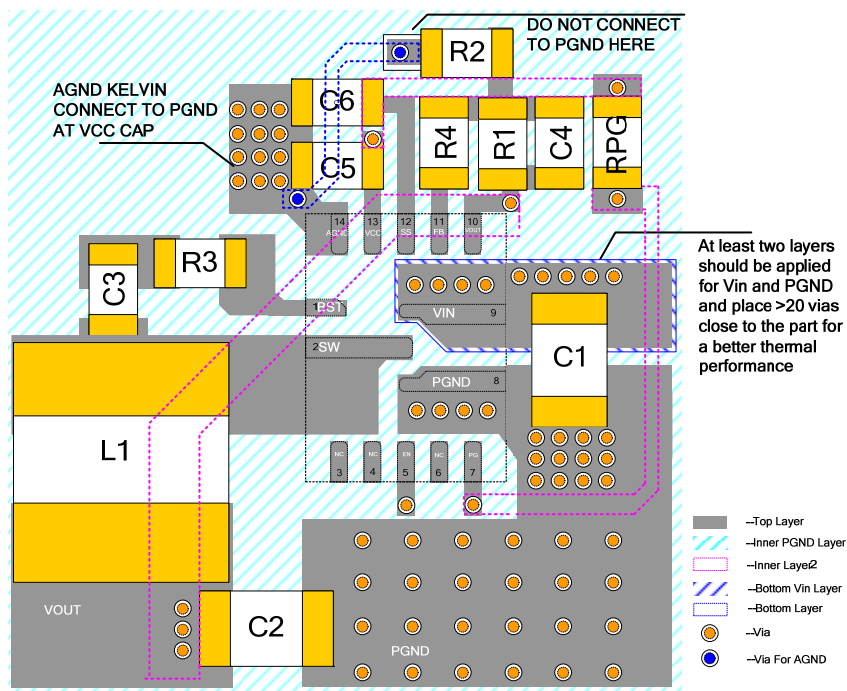 DO NOT CONNECT
TO PGND HERE
R2
AGND KELVIN
CONNECT TO PGND
AT VCC CAP
C6
C5
R4
R1
C4
RPG
14
13
12
11
10
AGND
VCC
SS
FB
VOUT
R3
C3
1
BST
VIN
9
2
SW
PGND
8
C1
At least two layers
should be applied
for Vin and PGND
and place >20 vias
close to the part for
a better thermal
performance
L1
NC
NC
EN
NC
PG
3
4
5
6
7
VOUT
C2
PGND
--Top Layer
--Inner PGND Layer
--Inner Layer2
--Bottom Vin Layer
--Bottom Layer
--Via
--Via For AGND